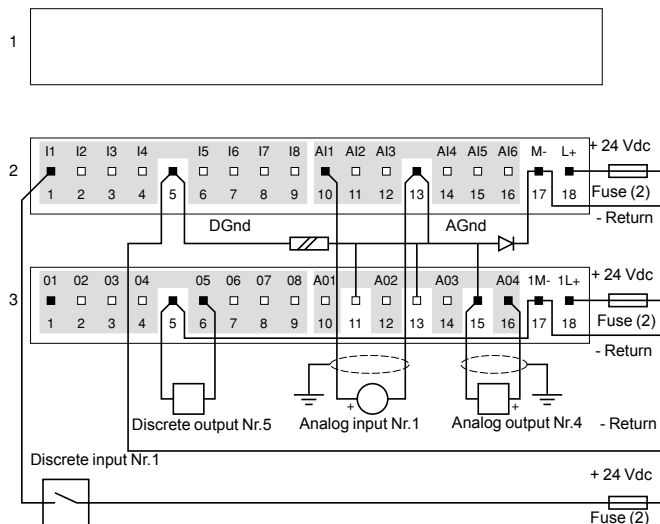 1
I1 I2 I3 I4 I5 I6 I7 I8 AI1 AI2 AI3 AI4 AI5 AI6 M- L+ + 24 Vdc
2
1 2 3 4 5 6 7 8 9 10 11 12 13 14 15 16 17 18 Fuse (2)
DGnd AGnd - Return
01 02 03 04 05 06 07 08 A01 A02 A03 A04 1M- 1L+ + 24 Vdc
3
1 2 3 4 5 6 7 8 9 10 11 12 13 14 15 16 17 18 Fuse (2)
- Return
+ +
Discrete output Nr.5 Analog input Nr.1 Analog output Nr.4 - Return
Discrete input Nr.1
+ 24 Vdc
Fuse (2)